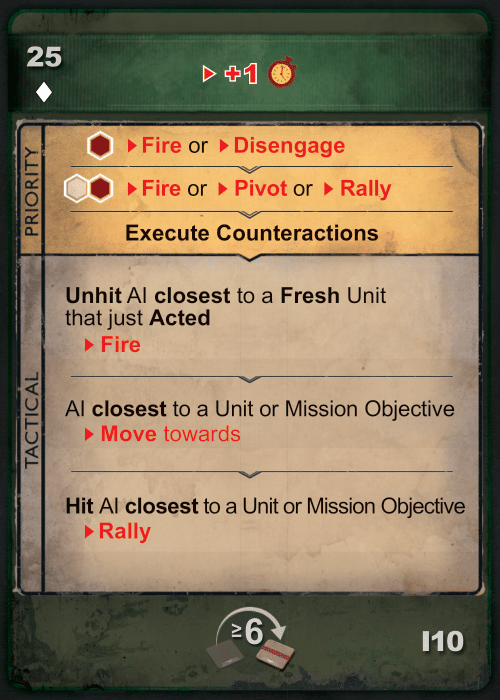 25
+1
Fire or Disengage
Fire or Pivot or Rally
Execute Counteractions
PRIORITY
Unhit AI closest to a Fresh Unit
that just Acted
Fire
AI closest to a Unit or Mission Objective
Move towards
Hit AI closest to a Unit or Mission Objective
Rally
TACTICAL
≥6
I10